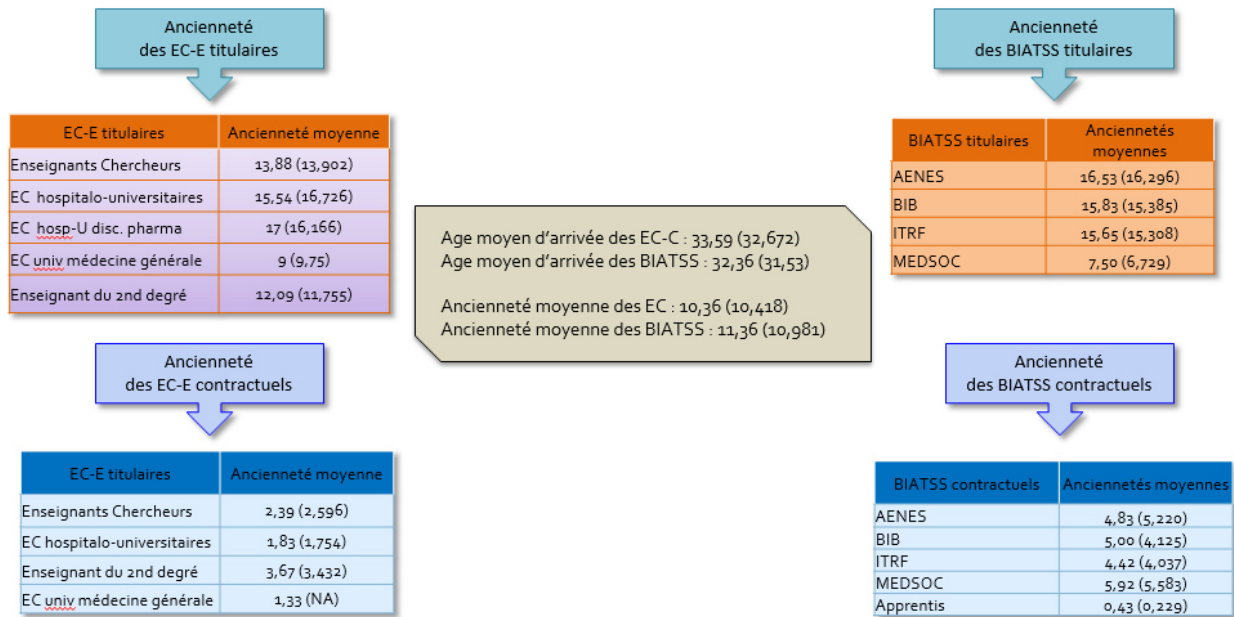 Ancienneté
des EC-E titulaires
EC-E titulaires Ancienneté moyenne
Enseignants Chercheurs 13,88 (13,902)
EC hospitalo-universitaires 15,54 (16,726)
EC hosp-U disc. pharma 17 (16,166)
EC univ médecine générale 9 (9,75)
Enseignant du 2nd degré 12,09 (11,755)
Ancienneté
des BIATSS titulaires
BIATSS titulaires Anciennetés
moyennes
AENES 16,53 (16,296)
BIB 15,83 (15,385)
ITRF 15,65 (15,308)
MEDSOC 7,50 (6,729)
Age moyen d'arrivée des EC-C : 33,59 (32,672)
Age moyen d'arrivée des BIATSS : 32,36 (31,53)
Ancienneté moyenne des EC : 10,36 (10,418)
Ancienneté moyenne des BIATSS : 11,36 (10,981)
Ancienneté
des EC-E contractuels
EC-E titulaires Ancienneté moyenne
Enseignants Chercheurs 2,39 (2,596)
EC hospitalo-universitaires 1,83 (1,754)
Enseignant du 2nd degré 3,67 (3,432)
EC univ médecine générale 1,33 (NA)
Ancienneté
des BIATSS contractuels
BIATSS contractuels Anciennetés moyennes
AENES 4,83 (5,220)
BIB 5,00 (4,125)
ITRF 4,42 (4,037)
MEDSOC 5,92 (5,583)
Apprentis 0,43 (0,229)